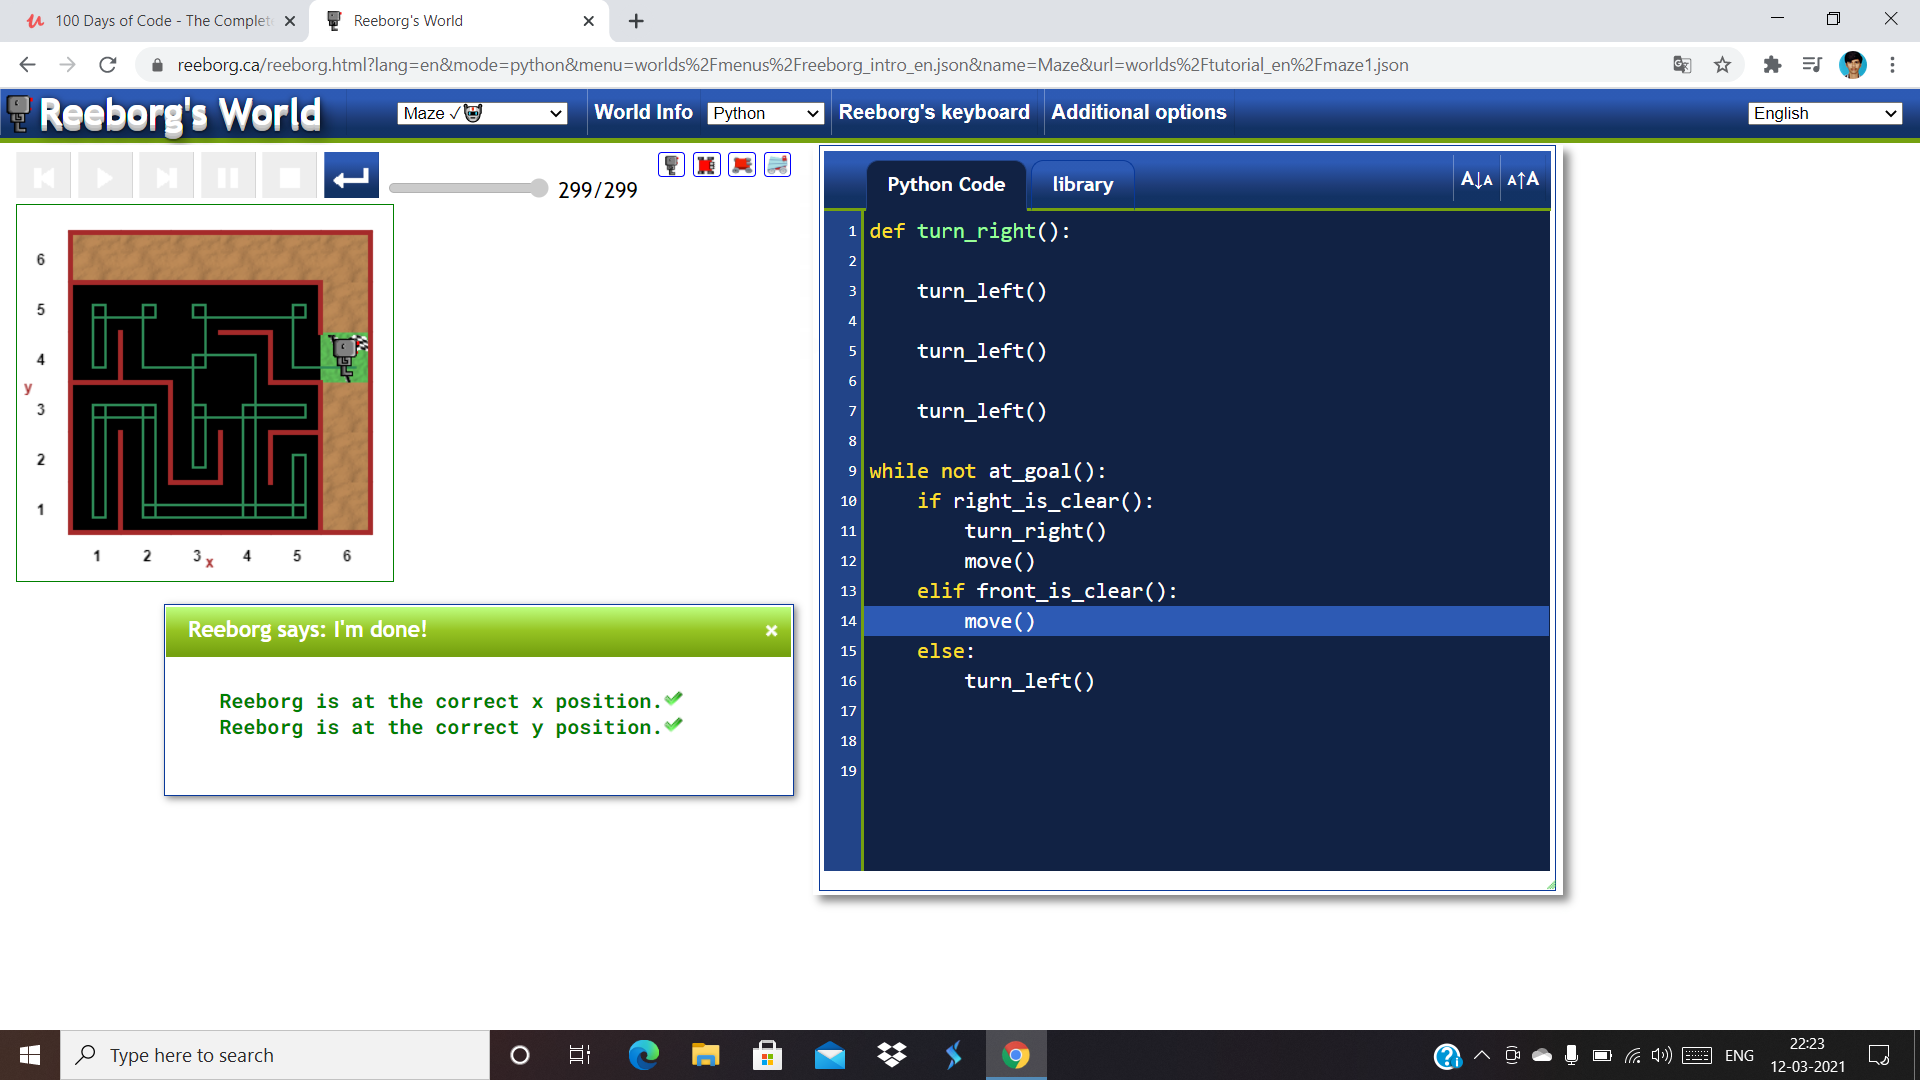 100 Days of Code - The Complet
Reeborg's World
reeborg.ca/reeborg.html?lang=en&mode=python&menu=worlds%2Fmenus%2Freeborg_intro_en.json&name=Maze&url=worlds%2Ftutorial_en%2Fmaze1.json
Reeborg's World
Maze ✓
World Info
Python
Reeborg's keyboard
Additional options
English
299/299
Python Code
library
A↓A
A↑A
6
5
4
y
3
2
1
1 2 3 x 4 5 6
Reeborg says: I'm done!
×
Reeborg is at the correct x position.
Reeborg is at the correct y position.
1 def turn_right():
2
3     turn_left()
4
5     turn_left()
6
7     turn_left()
8
9 while not at_goal():
10     if right_is_clear():
11         turn_right()
12         move()
13     elif front_is_clear():
14         move()
15     else:
16         turn_left()
17
18
19
Type here to search
ENG
22:23
12-03-2021